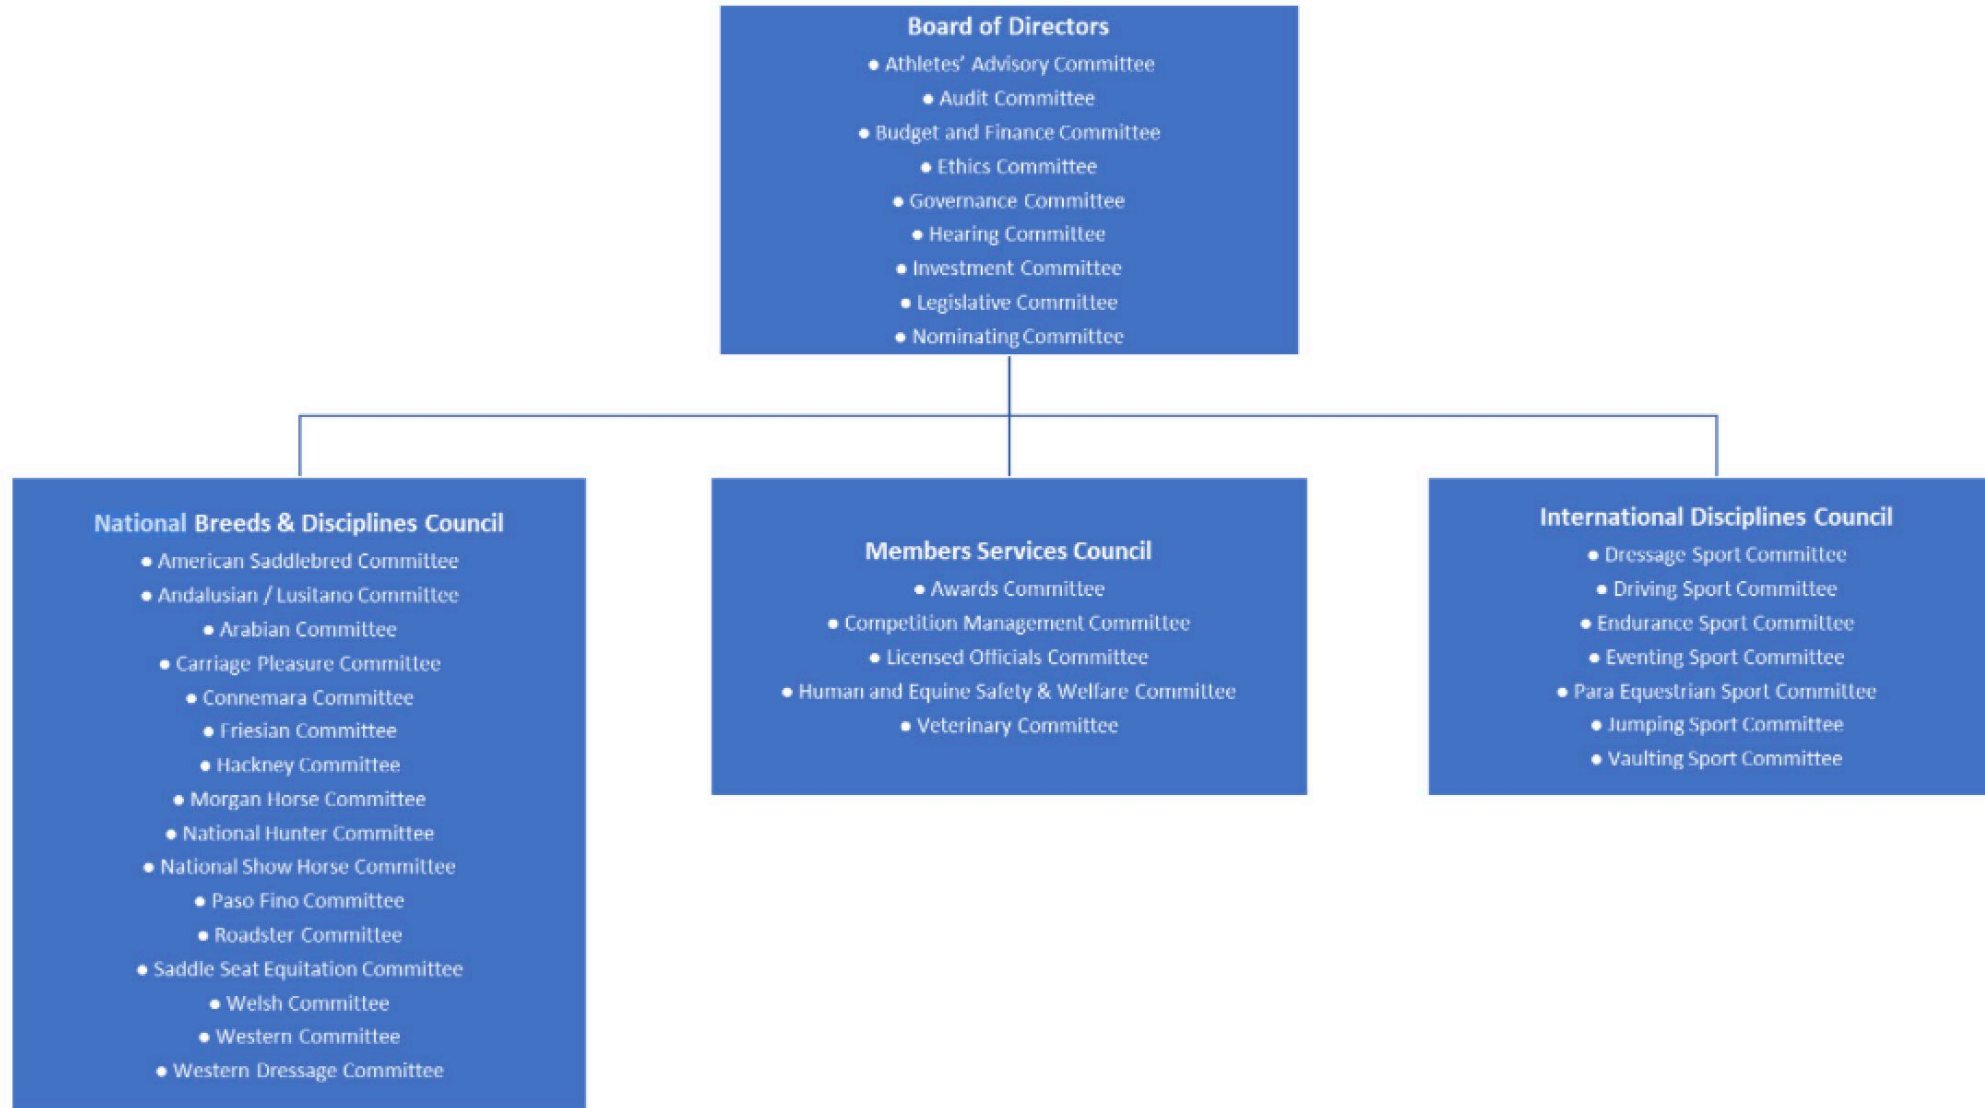 Board of Directors
● Athletes’ Advisory Committee
● Audit Committee
● Budget and Finance Committee
● Ethics Committee
● Governance Committee
● Hearing Committee
● Investment Committee
● Legislative Committee
● Nominating Committee
National Breeds & Disciplines Council
● American Saddlebred Committee
● Andalusian / Lusitano Committee
● Arabian Committee
● Carriage Pleasure Committee
● Connemara Committee
● Friesian Committee
● Hackney Committee
● Morgan Horse Committee
● National Hunter Committee
● National Show Horse Committee
● Paso Fino Committee
● Roadster Committee
● Saddle Seat Equitation Committee
● Welsh Committee
● Western Committee
● Western Dressage Committee
Members Services Council
● Awards Committee
● Competition Management Committee
● Licensed Officials Committee
● Human and Equine Safety & Welfare Committee
● Veterinary Committee
International Disciplines Council
● Dressage Sport Committee
● Driving Sport Committee
● Endurance Sport Committee
● Eventing Sport Committee
● Para Equestrian Sport Committee
● Jumping Sport Committee
● Vaulting Sport Committee